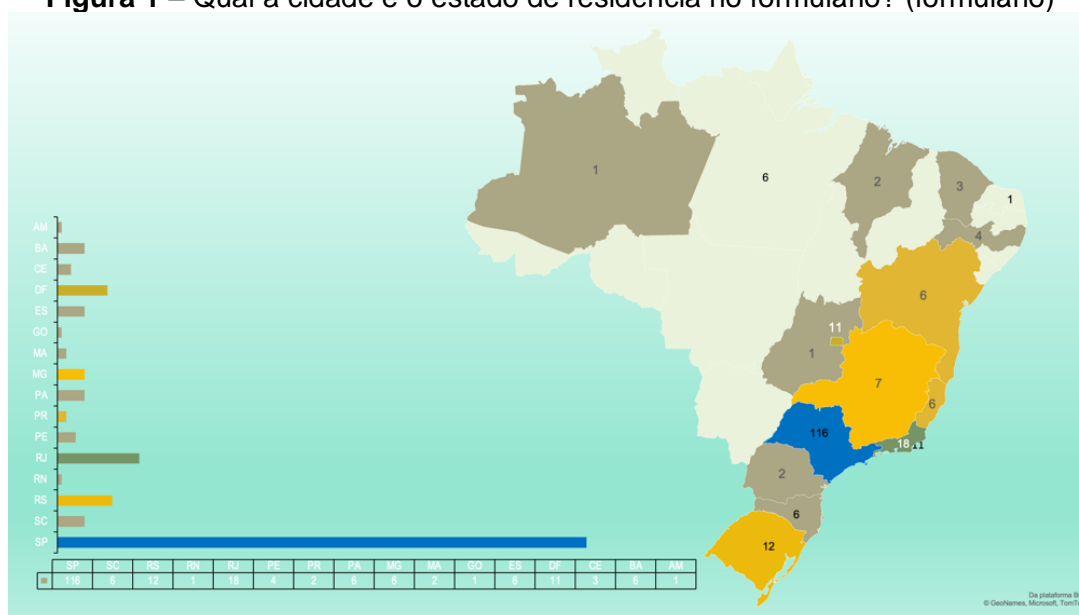 Figura 1 – Qual a cidade e o estado de residência no formulário? (formulário)
1
6
2
3
1
4
6
11
1
7
6
116
18
11
2
6
12
AM
BA
CE
DF
ES
GO
MA
MG
PA
PR
PE
RJ
RN
RS
SC
SP
SP SC RS RN RJ PE PR PA MG MA GO ES DF CE BA AM
116 6 12 1 18 4 2 6 6 2 1 6 11 3 6 1
Da plataforma B
© GeoNames, Microsoft, TomT